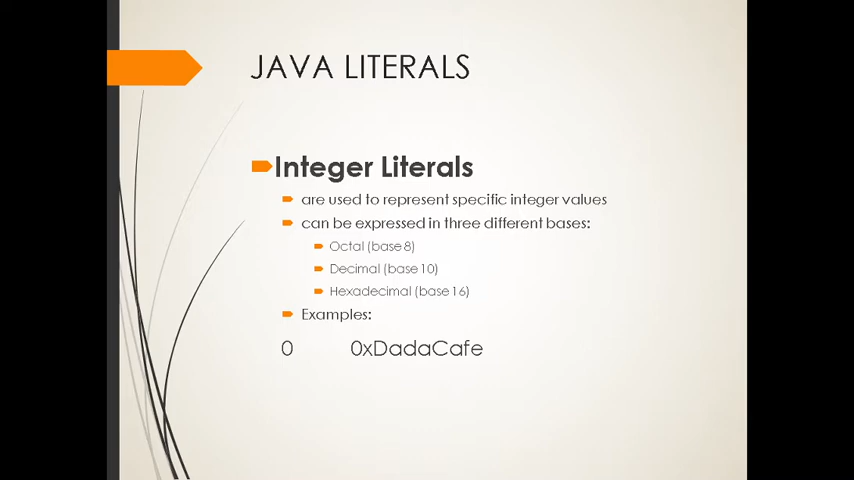 JAVA LITERALS
Integer Literals
are used to represent specific integer values
can be expressed in three different bases:
Octal (base 8)
Decimal (base 10)
Hexadecimal (base 16)
Examples:
0 0xDadaCafe